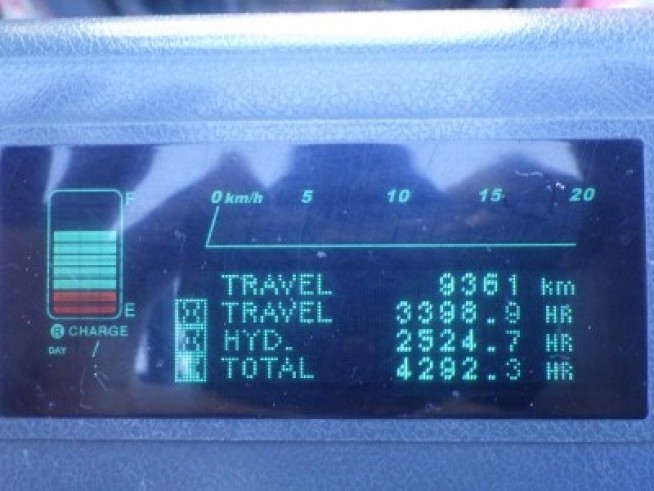 0 km/h 5 10 15 20
F
E
CHARGE
DAY /
TRAVEL 9361 km
TRAVEL 3398.9 HR
HYD. 2524.7 HR
TOTAL 4292.3 HR